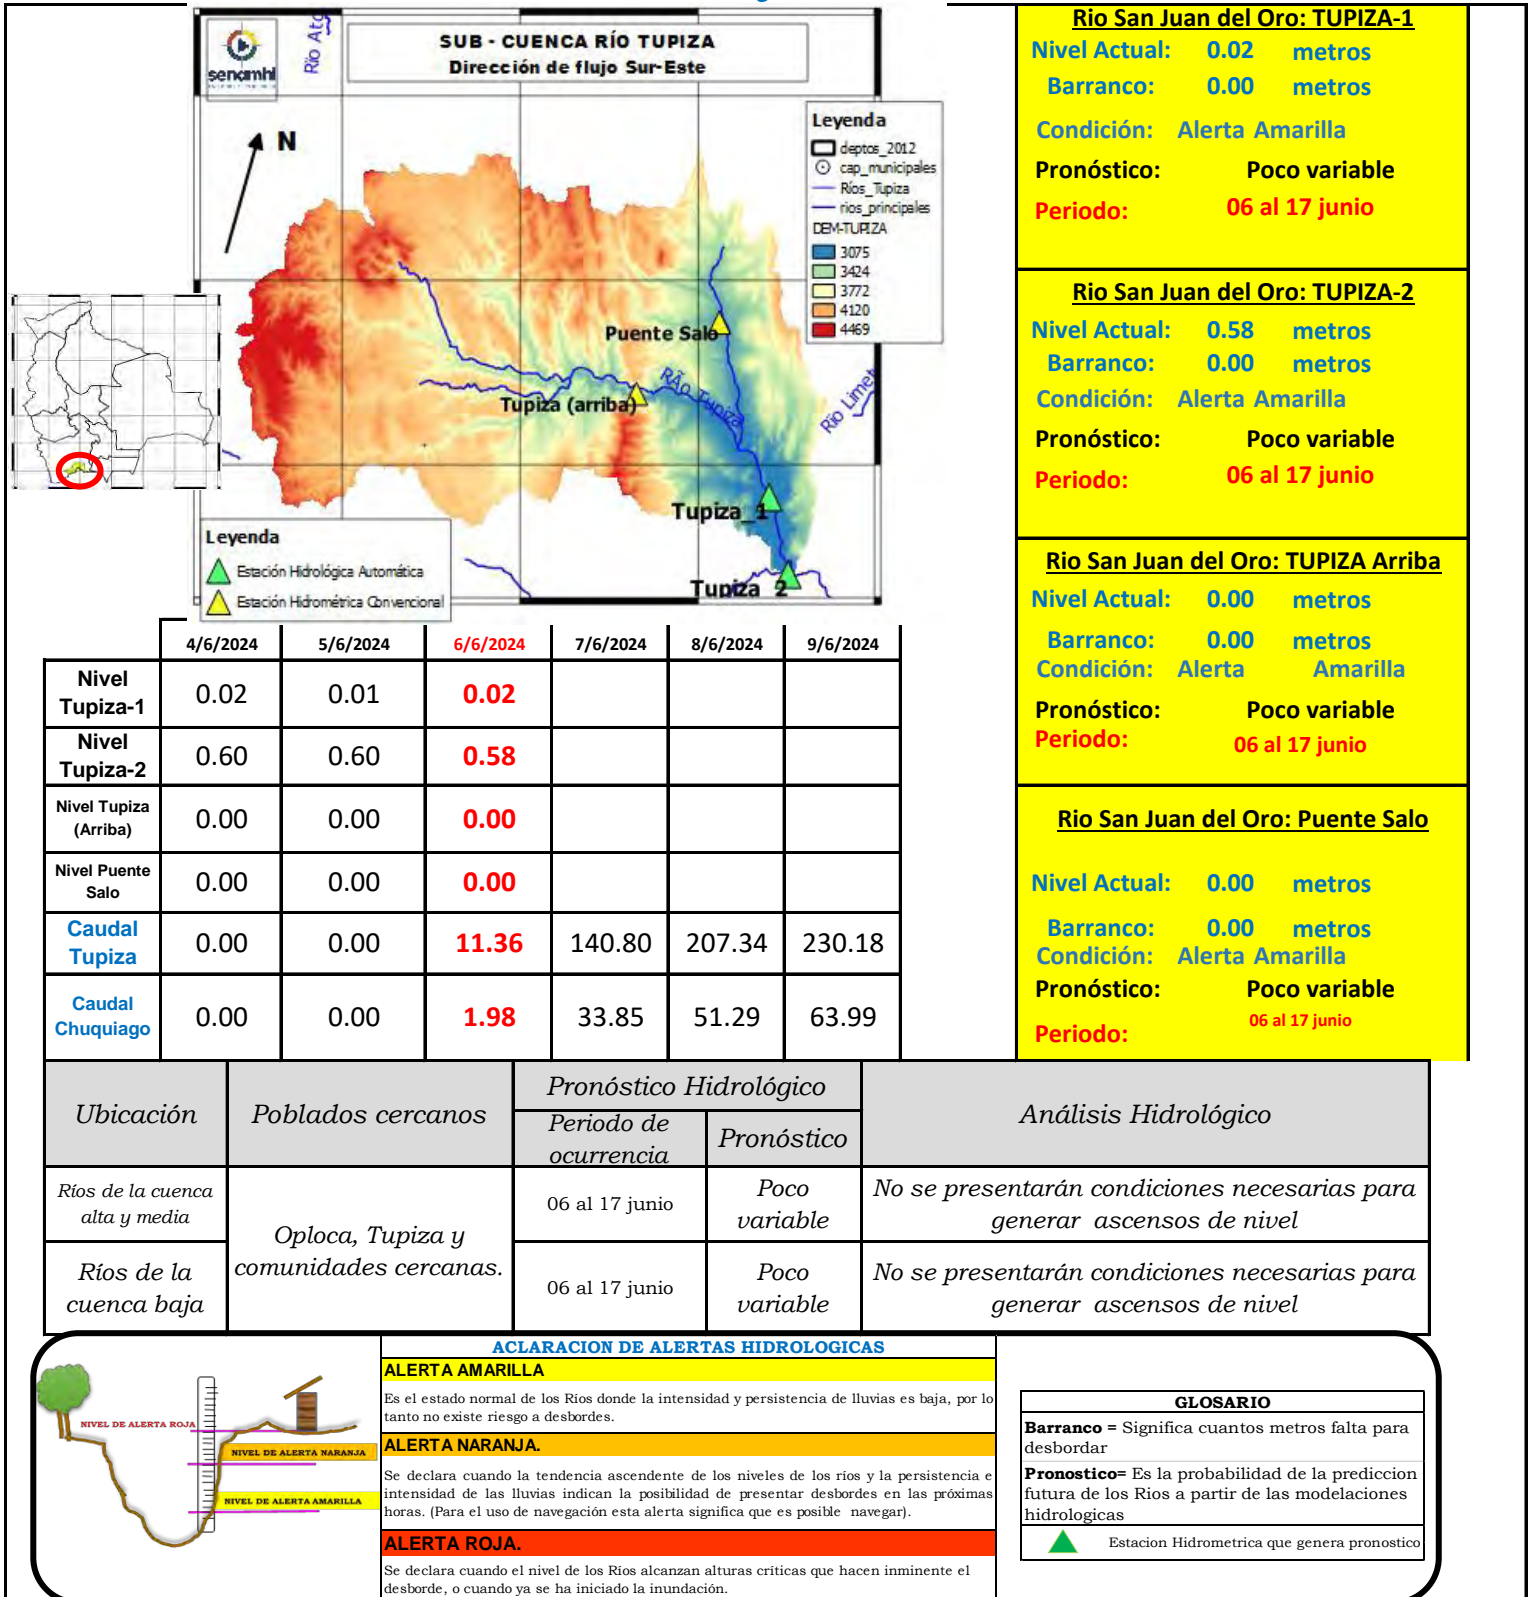 senamhi
SUB - CUENCA RÍO TUPIZA
Dirección de flujo Sur-Este
N
Leyenda
deptos_2012
cap_municipales
Ríos_Tupiza
rios_principales
DEM-TUPIZA
3075
3424
3772
4120
4469
Puente Salo
Tupiza (arriba)
RÃ­o Tupiza
Tupiza_1
Tupiza_2
Leyenda
Estación Hidrológica Automática
Estación Hidrométrica Convencional
Rio San Juan del Oro: TUPIZA-1
Nivel Actual: 0.02 metros
Barranco: 0.00 metros
Condición: Alerta Amarilla
Pronóstico: Poco variable
Periodo: 06 al 17 junio
Rio San Juan del Oro: TUPIZA-2
Nivel Actual: 0.58 metros
Barranco: 0.00 metros
Condición: Alerta Amarilla
Pronóstico: Poco variable
Periodo: 06 al 17 junio
Rio San Juan del Oro: TUPIZA Arriba
Nivel Actual: 0.00 metros
Barranco: 0.00 metros
Condición: Alerta Amarilla
Pronóstico: Poco variable
Periodo: 06 al 17 junio
Rio San Juan del Oro: Puente Salo
Nivel Actual: 0.00 metros
Barranco: 0.00 metros
Condición: Alerta Amarilla
Pronóstico: Poco variable
Periodo: 06 al 17 junio
4/6/2024 5/6/2024 6/6/2024 7/6/2024 8/6/2024 9/6/2024
Nivel
Tupiza-1
0.02 0.01 0.02
Nivel
Tupiza-2
0.60 0.60 0.58
Nivel Tupiza
(Arriba)
0.00 0.00 0.00
Nivel Puente
Salo
0.00 0.00 0.00
Caudal
Tupiza
0.00 0.00 11.36 140.80 207.34 230.18
Caudal
Chuquiago
0.00 0.00 1.98 33.85 51.29 63.99
Ubicación
Poblados cercanos
Pronóstico Hidrológico
Periodo de
ocurrencia
Pronóstico
Análisis Hidrológico
Ríos de la cuenca
alta y media
Oploca, Tupiza y
comunidades cercanas.
06 al 17 junio
Poco
variable
No se presentarán condiciones necesarias para
generar ascensos de nivel
Ríos de la
cuenca baja
06 al 17 junio
Poco
variable
No se presentarán condiciones necesarias para
generar ascensos de nivel
NIVEL DE ALERTA ROJA
NIVEL DE ALERTA NARANJA
NIVEL DE ALERTA AMARILLA
ACLARACION DE ALERTAS HIDROLOGICAS
ALERTA AMARILLA
Es el estado normal de los Ríos donde la intensidad y persistencia de lluvias es baja, por lo
tanto no existe riesgo a desbordes.
ALERTA NARANJA.
Se declara cuando la tendencia ascendente de los niveles de los ríos y la persistencia e
intensidad de las lluvias indican la posibilidad de presentar desbordes en las próximas
horas. (Para el uso de navegación esta alerta significa que es posible navegar).
ALERTA ROJA.
Se declara cuando el nivel de los Ríos alcanzan alturas críticas que hacen inminente el
desborde, o cuando ya se ha iniciado la inundación.
GLOSARIO
Barranco = Significa cuantos metros falta para
desbordar
Pronostico= Es la probabilidad de la prediccion
futura de los Rios a partir de las modelaciones
hidrologicas
Estacion Hidrometrica que genera pronostico